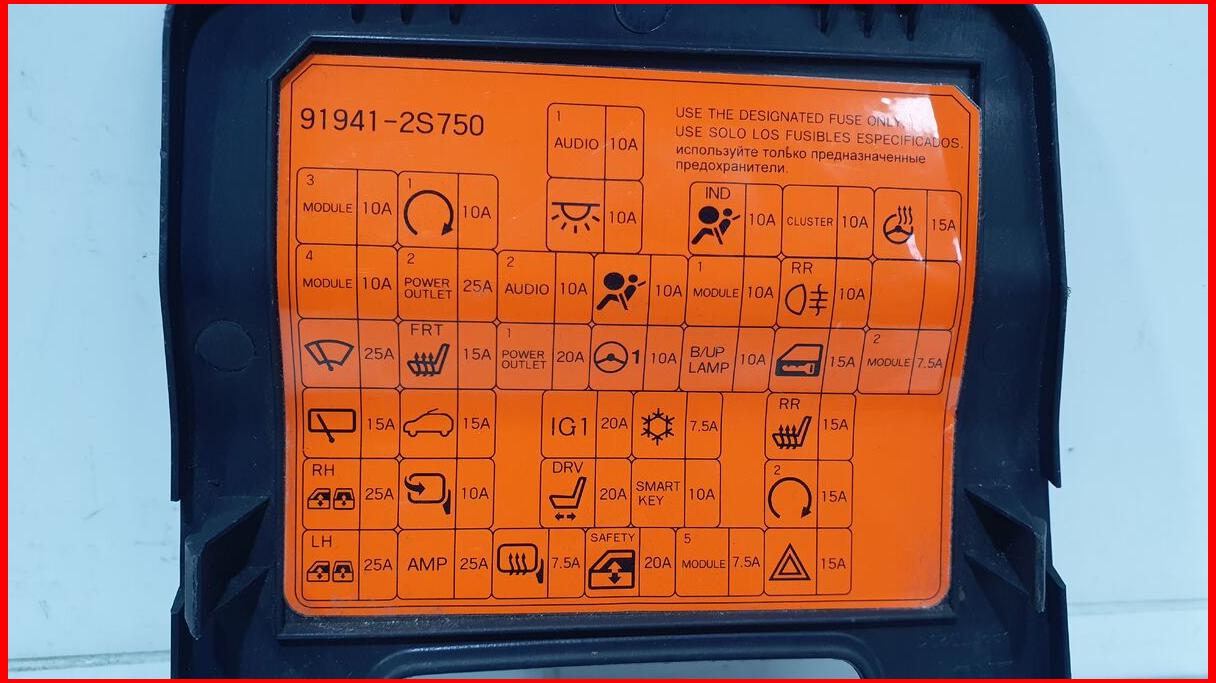 91941-2S750
USE THE DESIGNATED FUSE ONLY.
USE SOLO LOS FUSIBLES ESPECIFICADOS.
используйте только предназначенные
предохранители.
1 AUDIO 10A
3 MODULE 10A
1 10A
10A
IND 10A
CLUSTER 10A
15A
4 MODULE 10A
2 POWER OUTLET 25A
2 AUDIO 10A
10A
1 MODULE 10A
RR 10A
25A
FRT 15A
1 POWER OUTLET 20A
1 10A
B/UP LAMP 10A
15A
2 MODULE 7.5A
15A
15A
IG1 20A
7.5A
RR 15A
RH 25A
10A
DRV 20A
SMART KEY 10A
2 15A
LH 25A
AMP 25A
7.5A
SAFETY 20A
5 MODULE 7.5A
15A